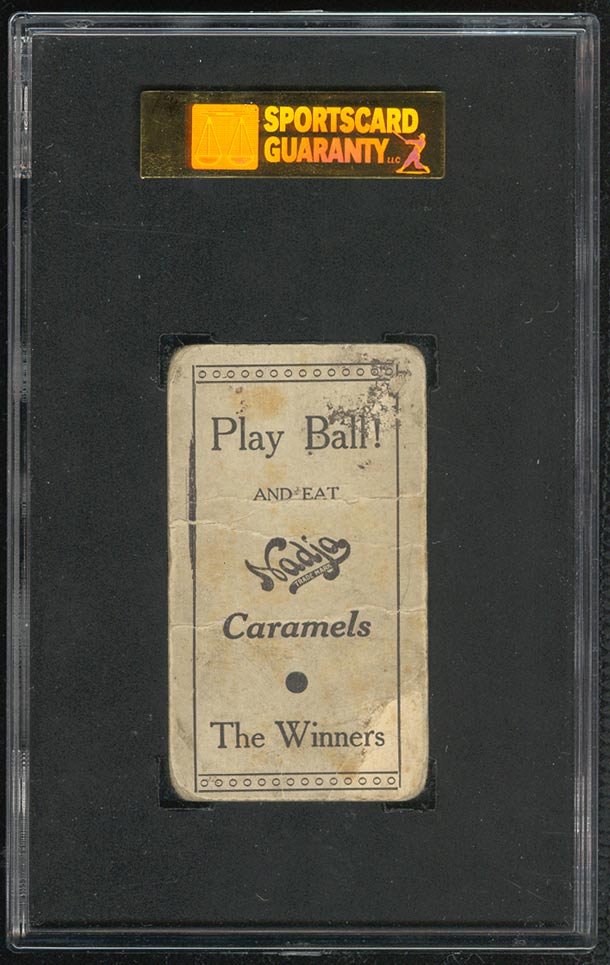 SPORTSCARD
GUARANTY LLC
Play Ball!
AND EAT
Nadja
TRADE MARK
Caramels
The Winners